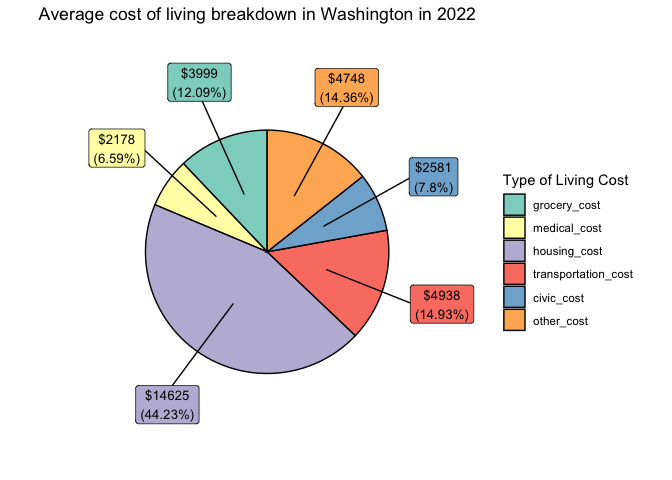 Average cost of living breakdown in Washington in 2022
$3999
(12.09%)
$4748
(14.36%)
$2178
(6.59%)
$2581
(7.8%)
$4938
(14.93%)
$14625
(44.23%)
Type of Living Cost
grocery_cost
medical_cost
housing_cost
transportation_cost
civic_cost
other_cost